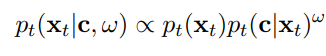 p_t(𝐱_t|𝐜, ω) ∝ p_t(𝐱_t)p_t(𝐜|𝐱_t)^ω